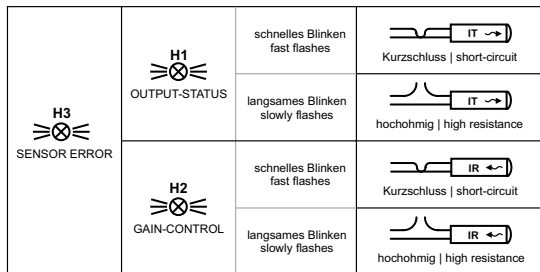 H3
SENSOR ERROR
H1
OUTPUT-STATUS
schnelles Blinken
fast flashes
IT
Kurzschluss | short-circuit
langsames Blinken
slowly flashes
IT
hochohmig | high resistance
H2
GAIN-CONTROL
schnelles Blinken
fast flashes
IR
Kurzschluss | short-circuit
langsames Blinken
slowly flashes
IR
hochohmig | high resistance